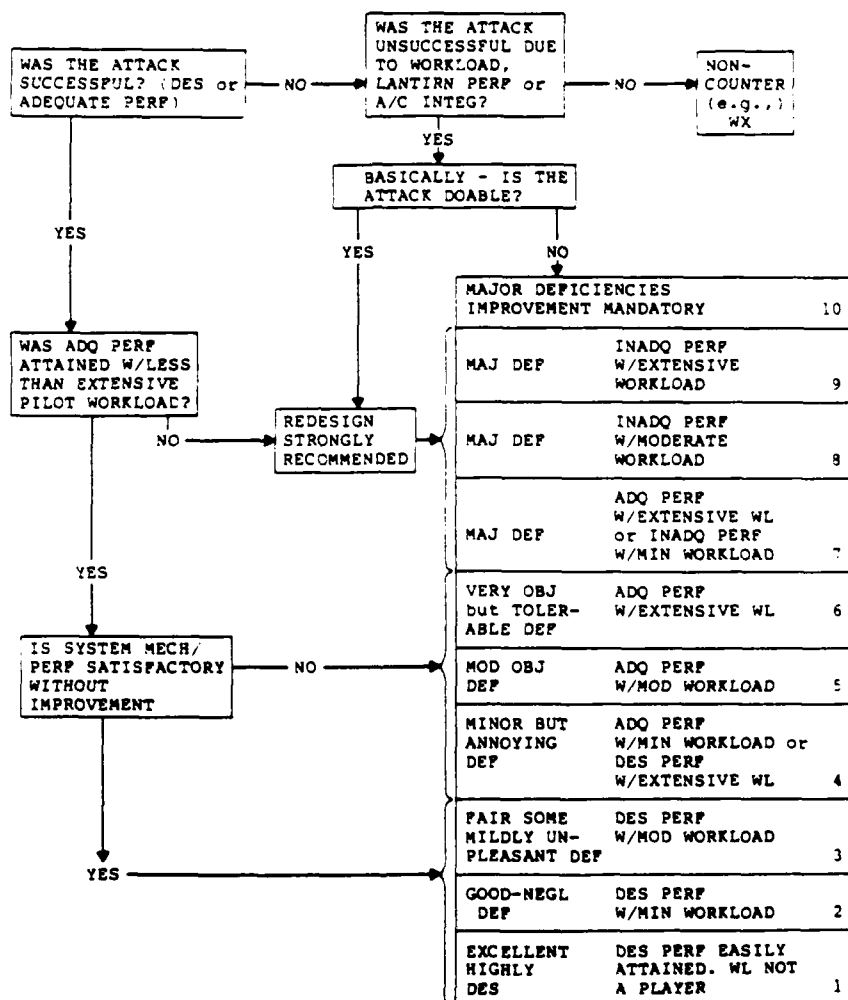 WAS THE ATTACK
SUCCESSFUL? (DES or
ADEQUATE PERF)
NO
WAS THE ATTACK
UNSUCCESSFUL DUE
TO WORKLOAD,
LANTIRN PERF or
A/C INTEG?
NO
NON-
COUNTER
(e.g.,)
WX
YES
BASICALLY - IS THE
ATTACK DOABLE?
YES
YES
NO
WAS ADQ PERF
ATTAINED W/LESS
THAN EXTENSIVE
PILOT WORKLOAD?
NO
REDESIGN
STRONGLY
RECOMMENDED
YES
IS SYSTEM MECH/
PERF SATISFACTORY
WITHOUT
IMPROVEMENT
NO
YES
MAJOR DEFICIENCIES
IMPROVEMENT MANDATORY 10
INADQ PERF
MAJ DEF W/EXTENSIVE
WORKLOAD 9
INADQ PERF
MAJ DEF W/MODERATE
WORKLOAD 8
ADQ PERF
W/EXTENSIVE WL
or INADQ PERF
MAJ DEF W/MIN WORKLOAD 7
VERY OBJ ADQ PERF
but TOLER- W/EXTENSIVE WL 6
ABLE DEF
MOD OBJ ADQ PERF
DEF W/MOD WORKLOAD 5
MINOR BUT ADQ PERF
ANNOYING W/MIN WORKLOAD or
DEF DES PERF
W/EXTENSIVE WL 4
FAIR SOME DES PERF
MILDLY UN- W/MOD WORKLOAD
PLEASANT DEF 3
GOOD-NEGL DES PERF
DEF W/MIN WORKLOAD 2
EXCELLENT DES PERF EASILY
HIGHLY ATTAINED. WL NOT
DES A PLAYER 1